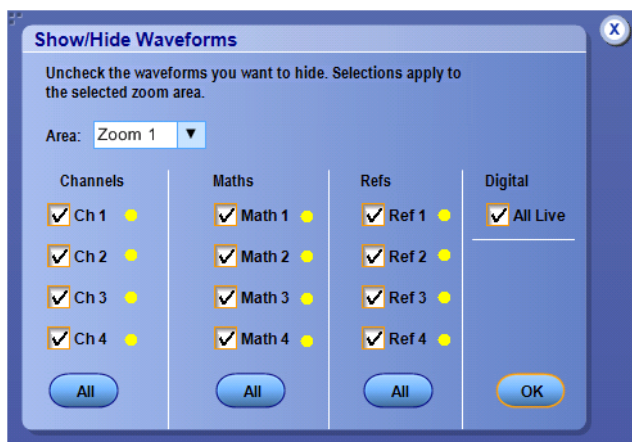 Show/Hide Waveforms
X
Uncheck the waveforms you want to hide. Selections apply to
the selected zoom area.
Area: Zoom 1
Channels Maths Refs Digital
Ch 1 Math 1 Ref 1 All Live
Ch 2 Math 2 Ref 2
Ch 3 Math 3 Ref 3
Ch 4 Math 4 Ref 4
All All All OK